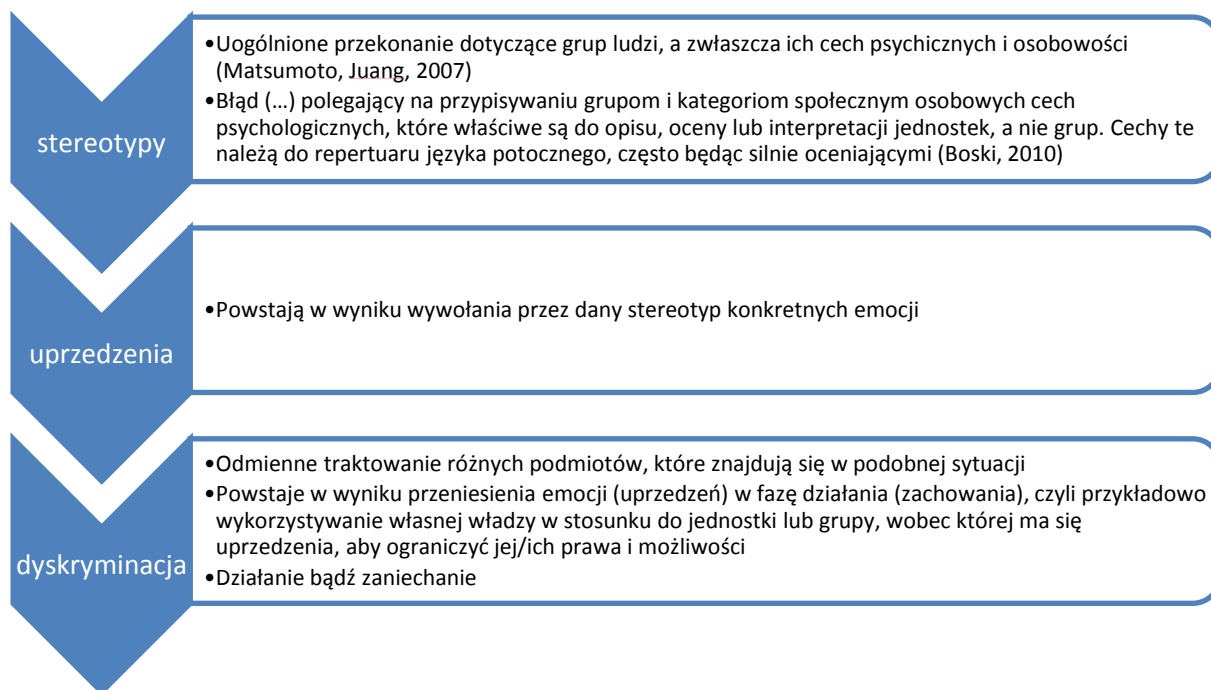 stereotypy
•Uogólnione przekonanie dotyczące grup ludzi, a zwłaszcza ich cech psychicznych i osobowości
(Matsumoto, Juang, 2007)
•Błąd (…) polegający na przypisywaniu grupom i kategoriom społecznym osobowych cech
psychologicznych, które właściwe są do opisu, oceny lub interpretacji jednostek, a nie grup. Cechy te
należą do repertuaru języka potocznego, często będąc silnie oceniającymi (Boski, 2010)
uprzedzenia
•Powstają w wyniku wywołania przez dany stereotyp konkretnych emocji
dyskryminacja
•Odmienne traktowanie różnych podmiotów, które znajdują się w podobnej sytuacji
•Powstaje w wyniku przeniesienia emocji (uprzedzeń) w fazę działania (zachowania), czyli przykładowo
wykorzystywanie własnej władzy w stosunku do jednostki lub grupy, wobec której ma się
uprzedzenia, aby ograniczyć jej/ich prawa i możliwości
•Działanie bądź zaniechanie